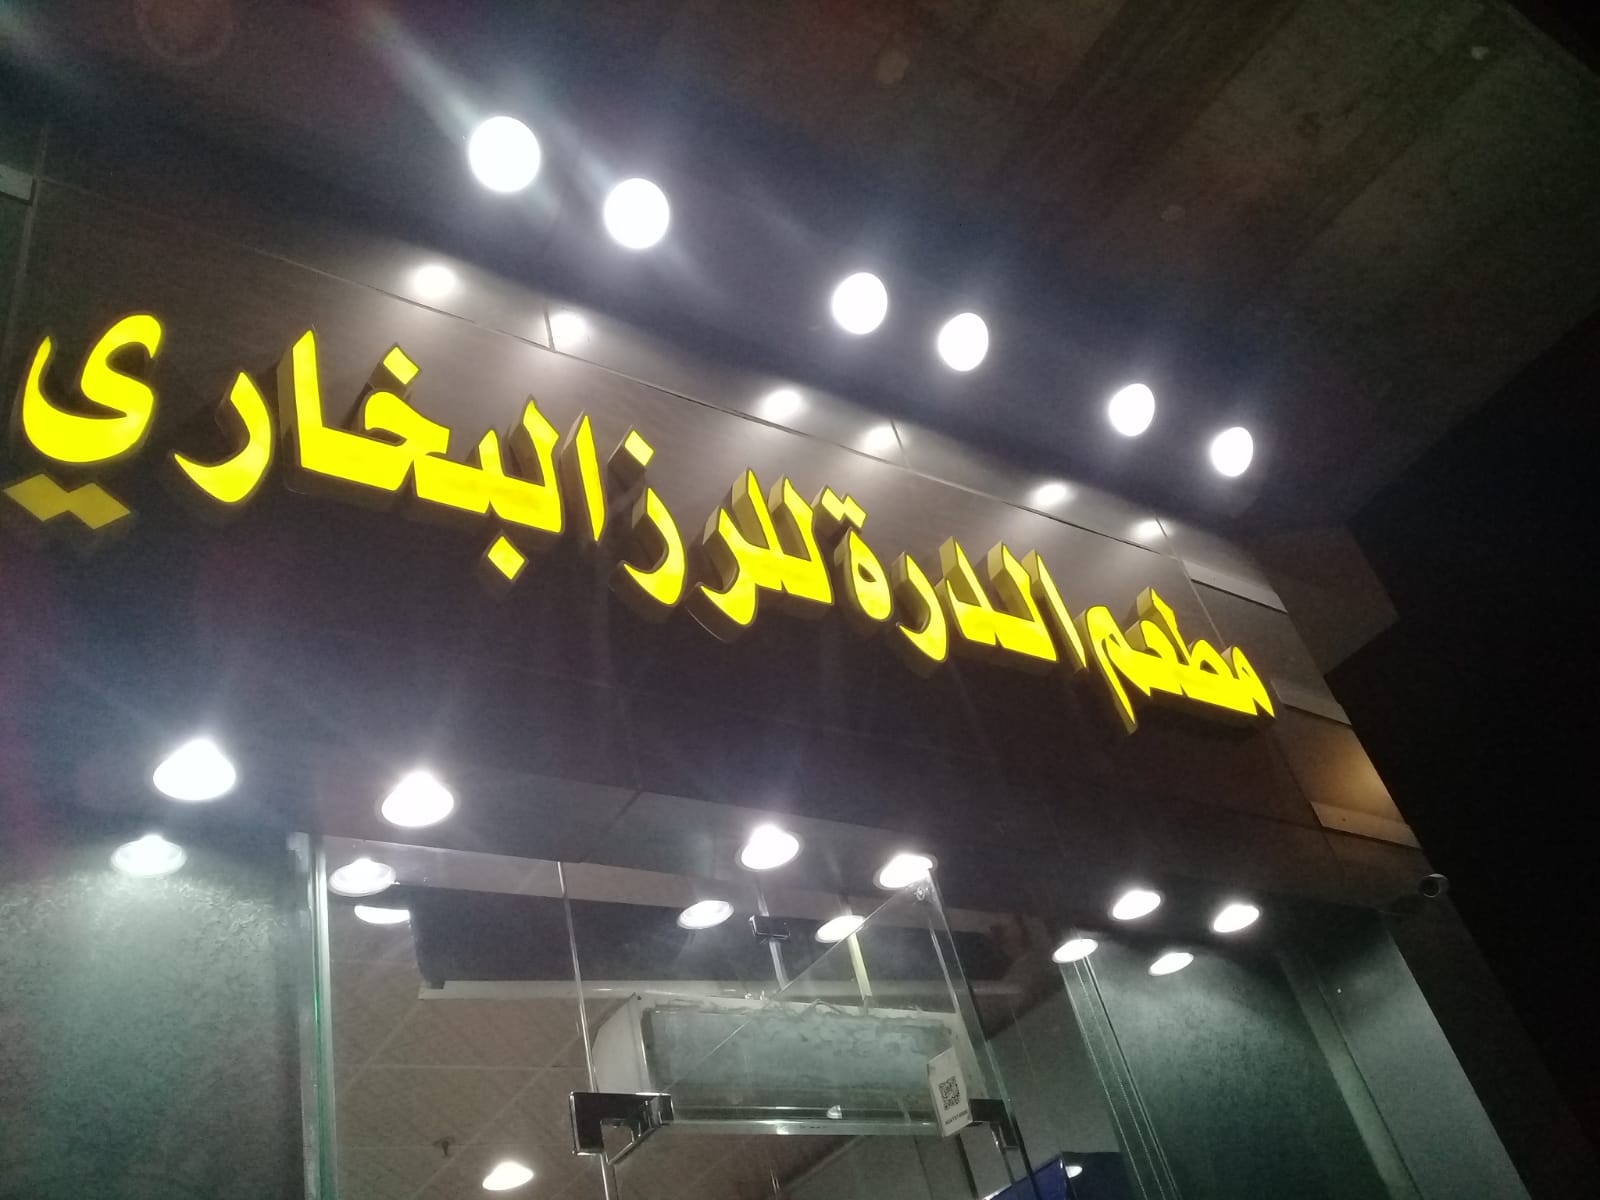 مطعم الدرة للرز البخاري